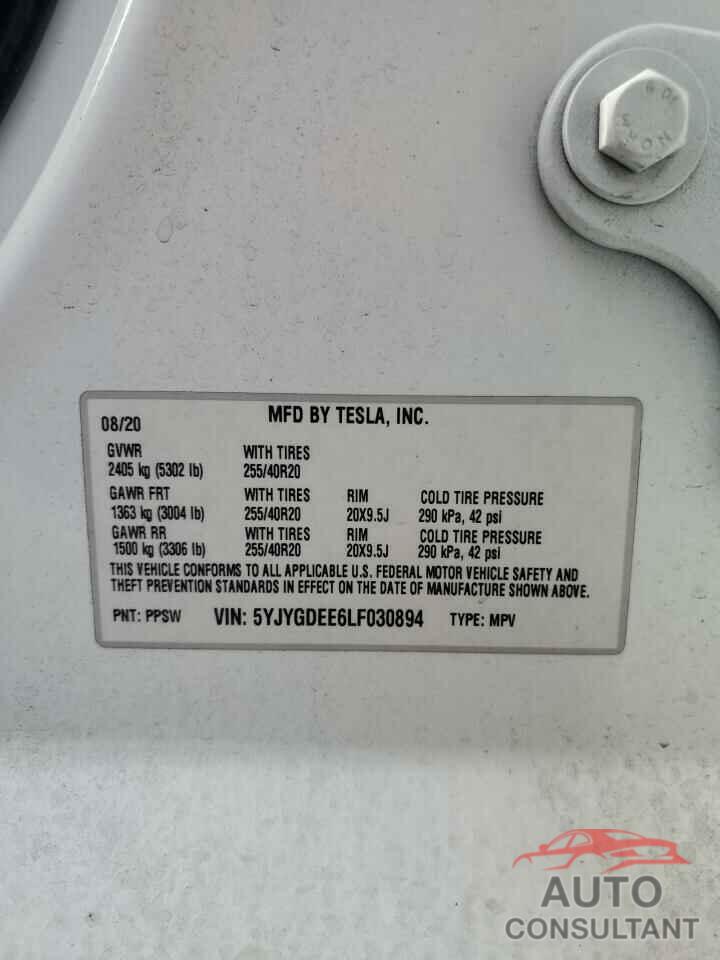 08/20 MFD BY TESLA, INC.
GVWR WITH TIRES
2405 kg (5302 lb) 255/40R20
GAWR FRT WITH TIRES RIM COLD TIRE PRESSURE
1363 kg (3004 lb) 255/40R20 20X9.5J 290 kPa, 42 psi
GAWR RR WITH TIRES RIM COLD TIRE PRESSURE
1500 kg (3306 lb) 255/40R20 20X9.5J 290 kPa, 42 psi
THIS VEHICLE CONFORMS TO ALL APPLICABLE U.S. FEDERAL MOTOR VEHICLE SAFETY AND
THEFT PREVENTION STANDARDS IN EFFECT ON THE DATE OF MANUFACTURE SHOWN ABOVE.
PNT: PPSW VIN: 5YJYGDEE6LF030894 TYPE: MPV
AUTO
CONSULTANT